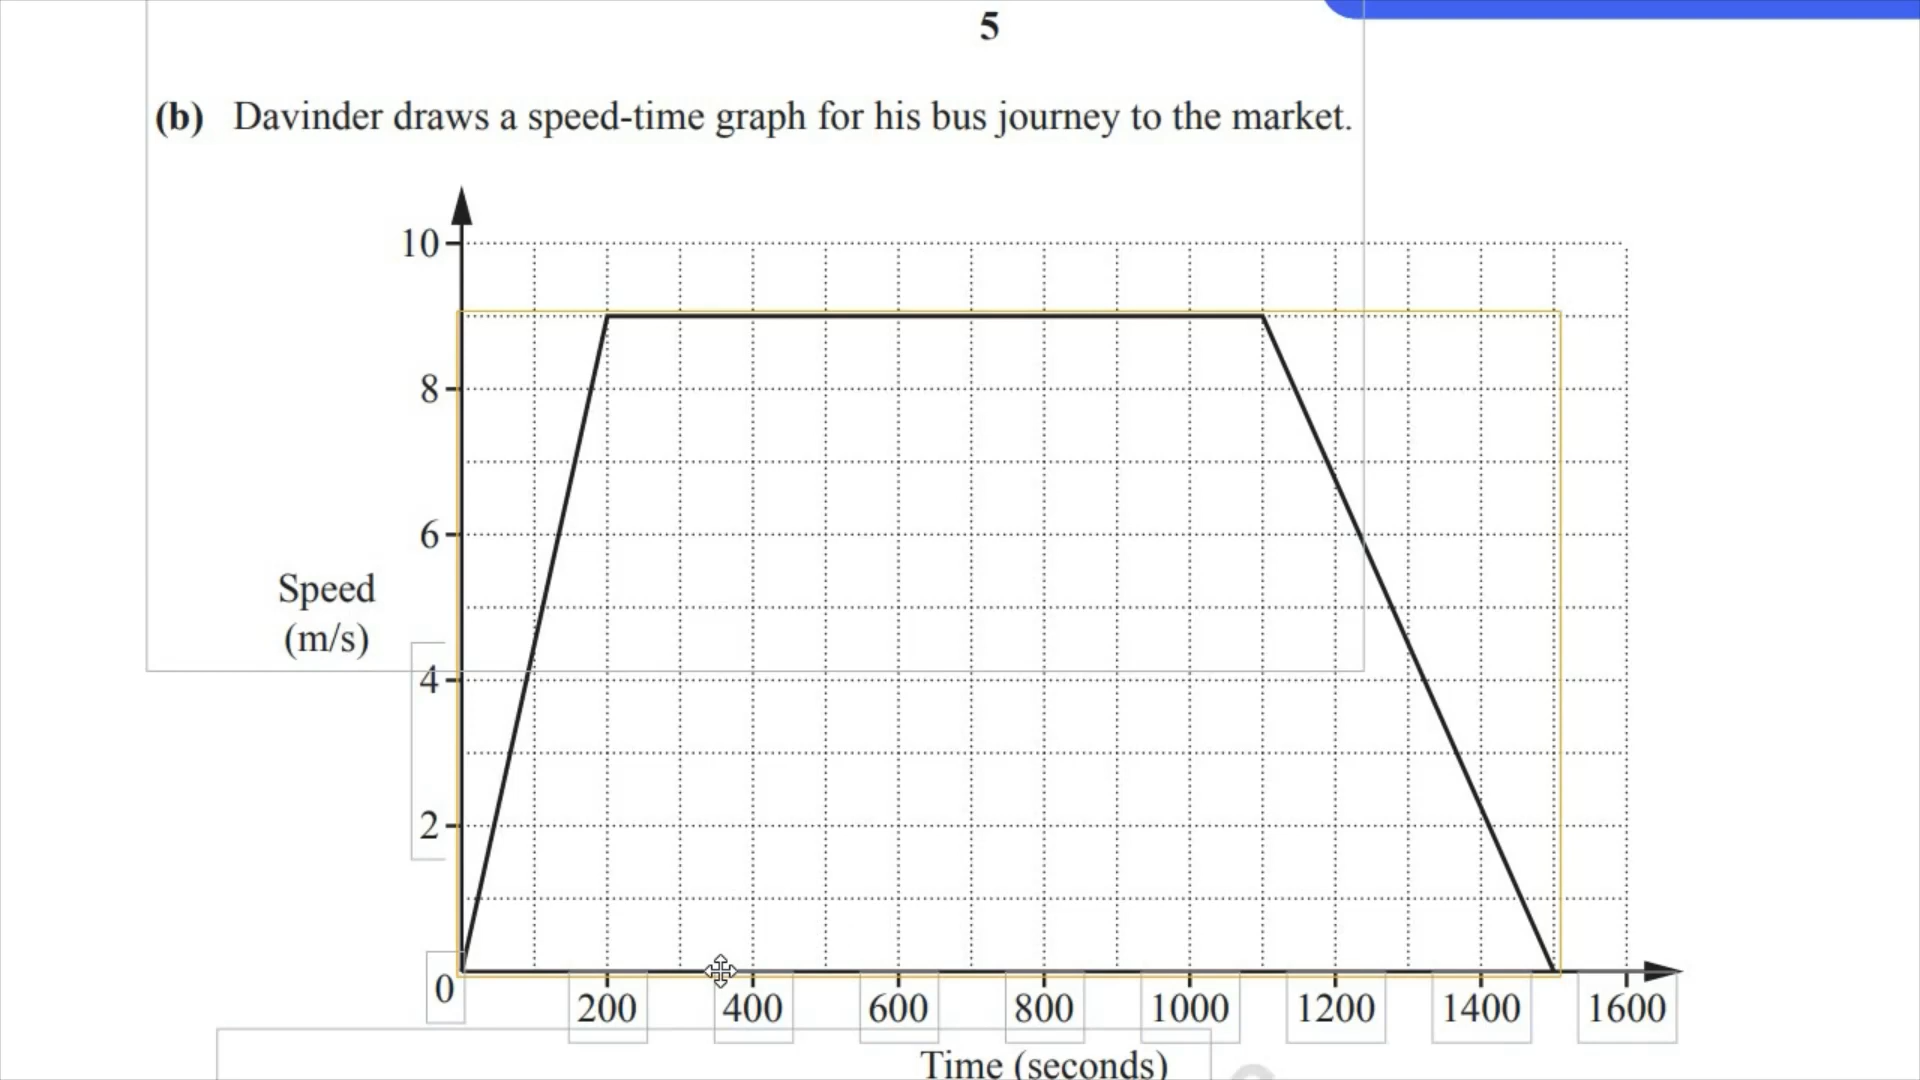 5
(b) Davinder draws a speed-time graph for his bus journey to the market.
10
8
6
Speed
(m/s)
4
2
0
200 400 600 800 1000 1200 1400 1600
Time (seconds)